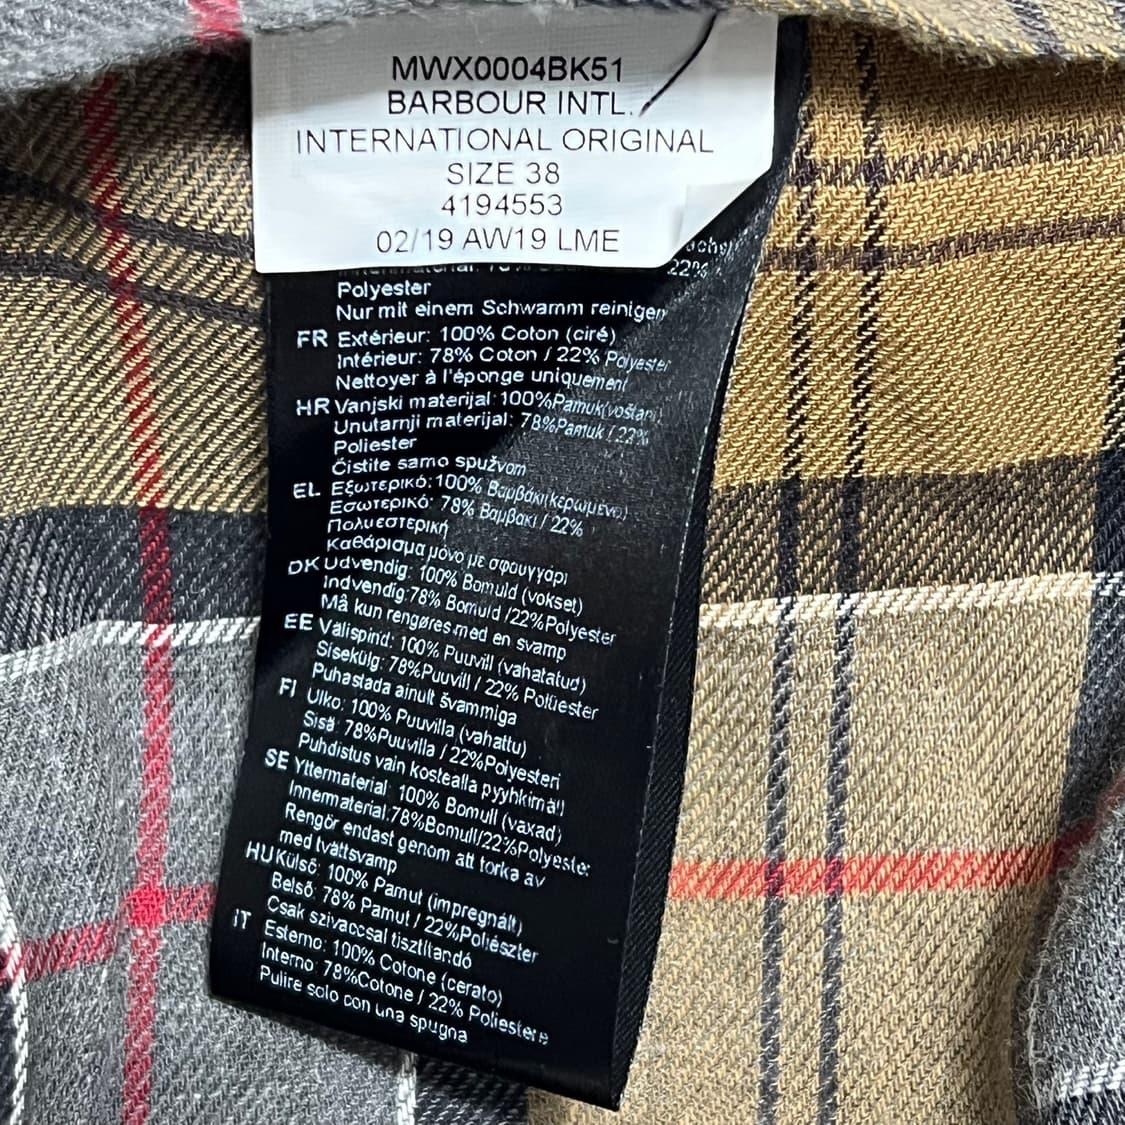 MWX0004BK51
BARBOUR INTL.
INTERNATIONAL ORIGINAL
SIZE 38
4194553
02/19 AW19 LME
22%
Polyester
Nur mit einem Schwamm reinigen
FR Extérieur: 100% Coton (ciré)
Intérieur: 78% Coton / 22% Polyester
Nettoyer à l'éponge uniquement
HR Vanjski materijal: 100%Pamuk(voštani)
Unutarnji materijal: 78%Pamuk / 22%
Poliester
Čistite samo spužvom
EL Εξωτερικό: 100% Βαμβάκι(κερωμένο)
Εσωτερικό: 78% Βαμβακι / 22%
Πολυεστερική
Καθάρισμα μόνο με σφουγγάρι
DK Udvendig: 100% Bomuld (vokset)
Indvendig:78% Bomuld /22%Polyester
Må kun rengøres med en svamp
EE Välispind: 100% Puuvill (vahatatud)
Sisekülg: 78%Puuvill / 22% Polüester
Puhastada ainult švammiga
FI Ulko: 100% Puuvilla (vahattu)
Sisä: 78%Puuvilla / 22%Polyesteri
Puhdistus vain kostealla pyyhkimällä
SE Yttermaterial: 100% Bomull (vaxad)
Innermaterial:78%Bomull/22%Polyester
Rengör endast genom att torka av
med tvättsvamp
HU Külső: 100% Pamut (impregnált)
Belső: 78% Pamut / 22%Poliészter
Csak szivaccsal tisztítandó
IT Esterno: 100% Cotone (cerato)
Interno: 78%Cotone / 22% Poliestere
Pulire solo con una spugna